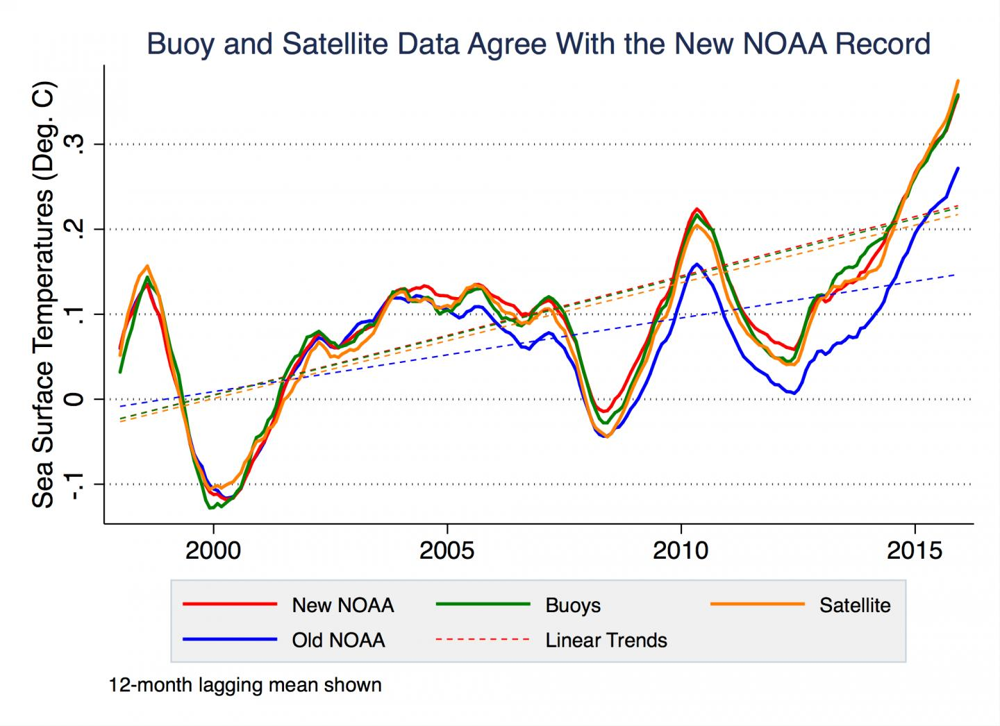 Buoy and Satellite Data Agree With the New NOAA Record
Sea Surface Temperatures (Deg. C)
.3
.2
.1
0
-.1
2000 2005 2010 2015
New NOAA Buoys Satellite
Old NOAA Linear Trends
12-month lagging mean shown